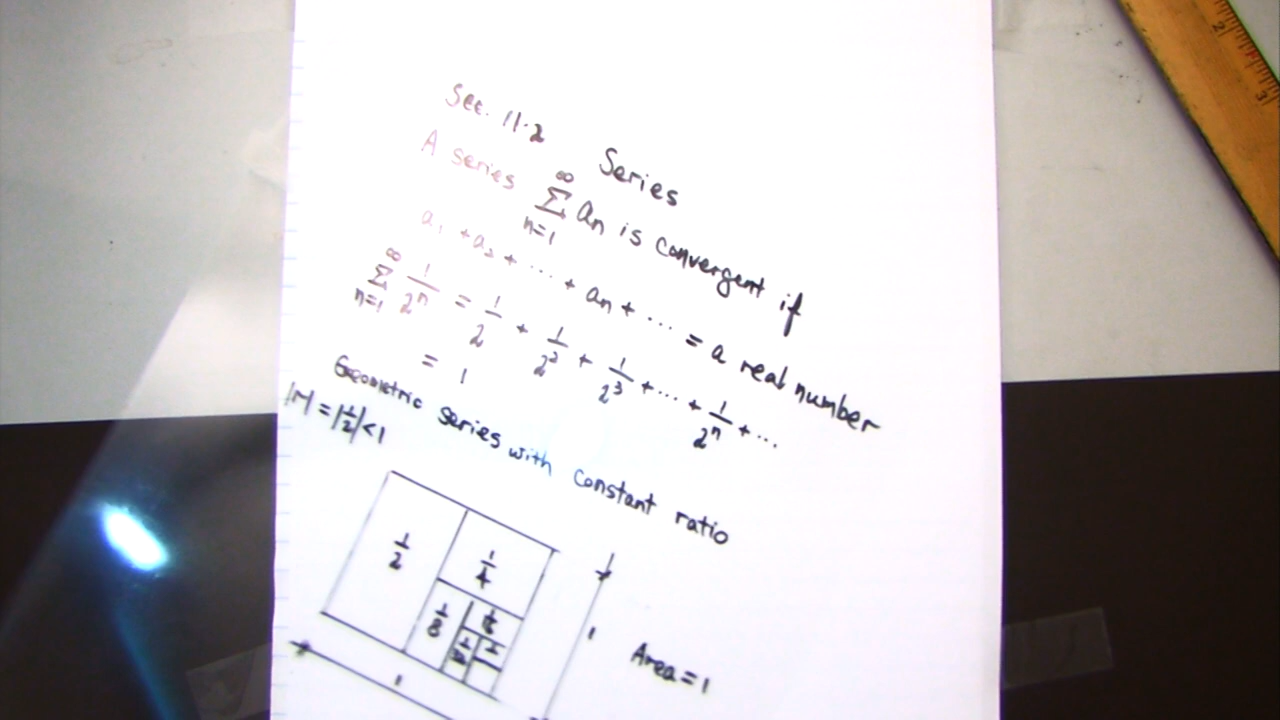 Sec. 11.2
Series
A series ∞ Σ n=1 an is convergent if
a1 + a2 + ... + an + ... = a real number
∞ Σ n=1 1/2^n = 1/2 + 1/2^2 + 1/2^3 + ... + 1/2^n + ...
= 1
Geometric series with constant ratio
|r| = |1/2| < 1
1/2
1/4
1/8
1
1
Area = 1
2
3